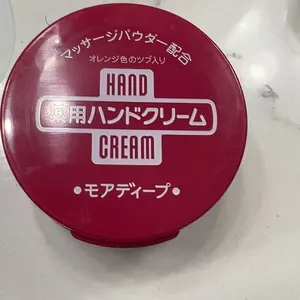 マッサージパウダー配合
オレンジ色のツブ入り
HAND
薬用ハンドクリーム
CREAM
•モアディープ•